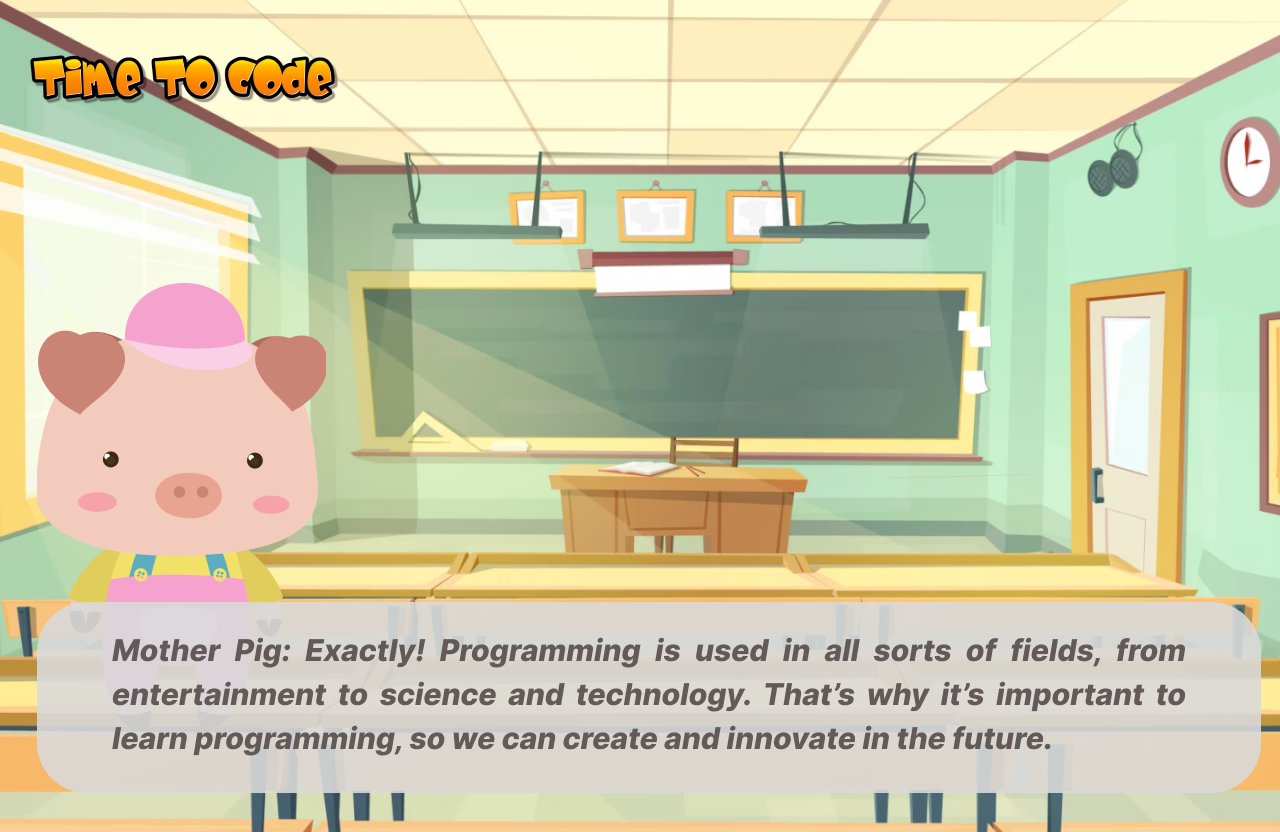 Time To code
Mother Pig: Exactly! Programming is used in all sorts of fields, from
entertainment to science and technology. That’s why it’s important to
learn programming, so we can create and innovate in the future.